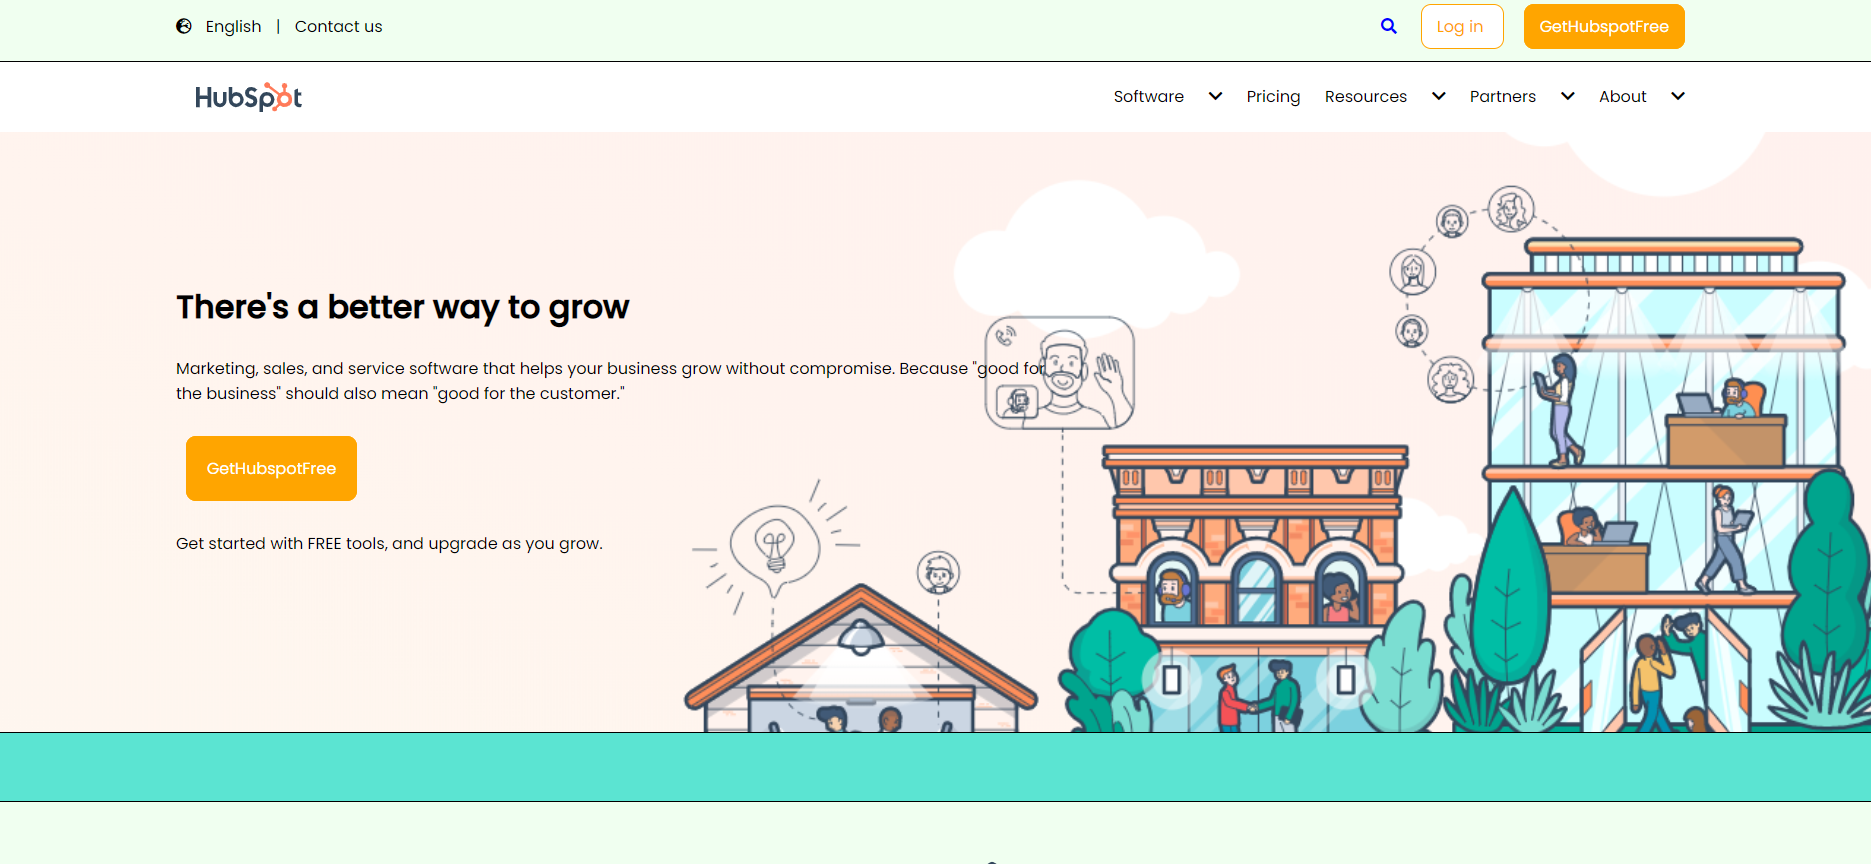 English | Contact us
Log in
GetHubspotFree
HubSpot
Software
Pricing
Resources
Partners
About
There's a better way to grow
Marketing, sales, and service software that helps your business grow without compromise. Because "good for
the business" should also mean "good for the customer."
GetHubspotFree
Get started with FREE tools, and upgrade as you grow.